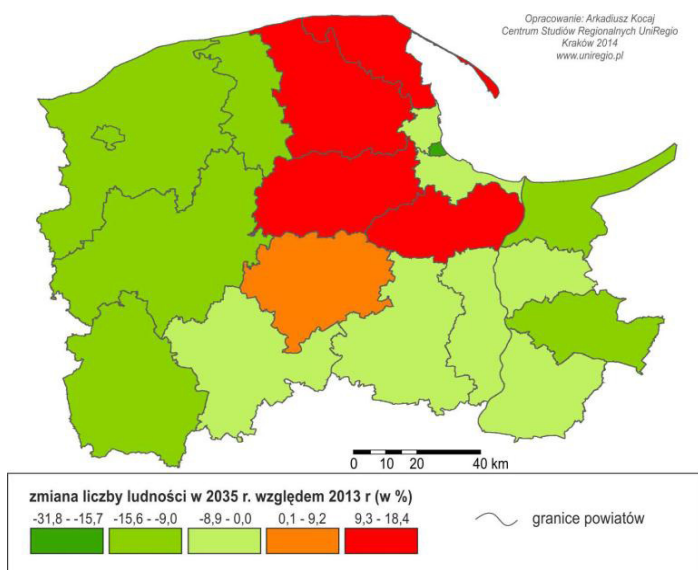 Opracowanie: Arkadiusz Kocaj
Centrum Studiów Regionalnych UniRegio
Kraków 2014
www.uniregio.pl
0 10 20 40 km
zmiana liczby ludności w 2035 r. względem 2013 r (w %)
-31,8 - -15,7 -15,6 - -9,0 -8,9 - 0,0 0,1 - 9,2 9,3 - 18,4
granice powiatów